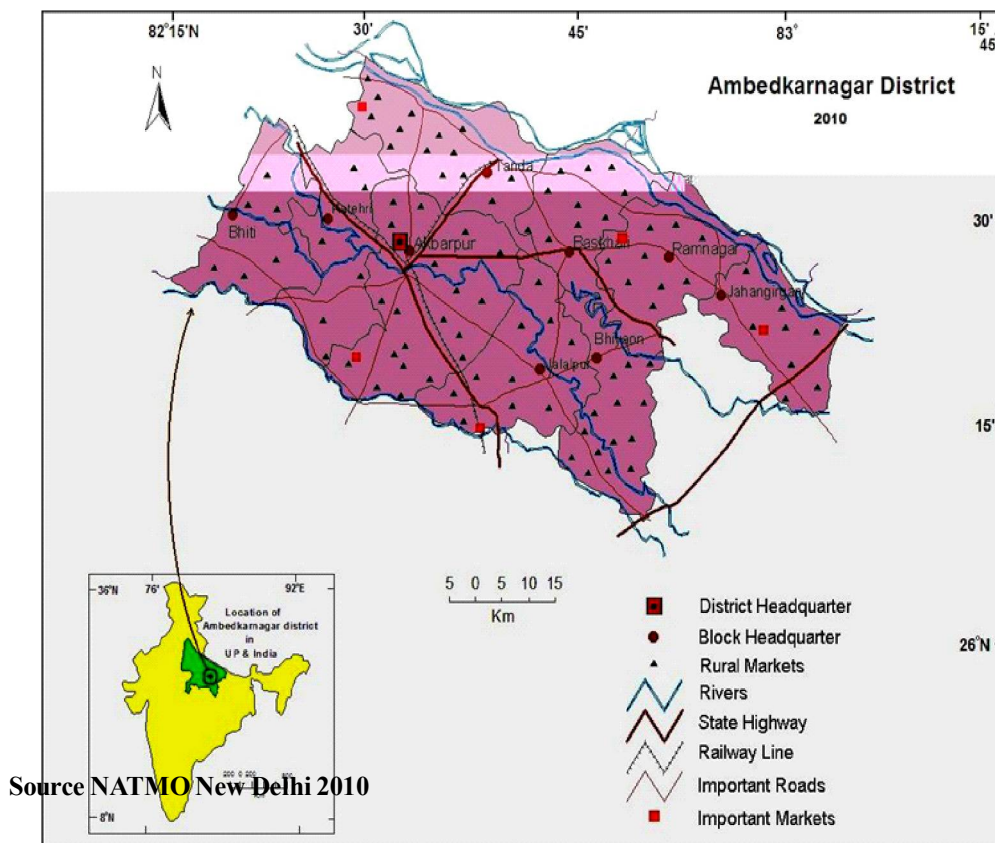 82°15'N
30'
45'
83°
15'
45
N
Ambedkarnagar District
2010
Tanda
30'
Katehri
Bhiti
Akbarpur
Baskhari
Ramnagar
Jahangirganj
Bhiyaon
Jalalpur
15'
5 0 5 10 15
Km
26°N
36°N
76°
92°E
Location of
Ambedkarnagar district
in
UP & India
8°N
Source NATMO New Delhi 2010
District Headquarter
Block Headquarter
Rural Markets
Rivers
State Highway
Railway Line
Important Roads
Important Markets